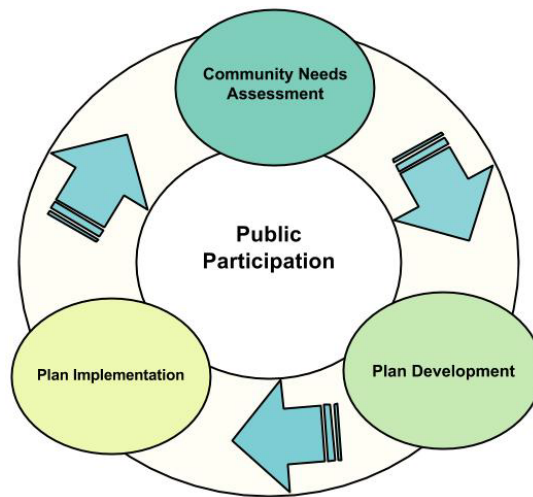 Community Needs
Assessment
Public
Participation
Plan Implementation
Plan Development